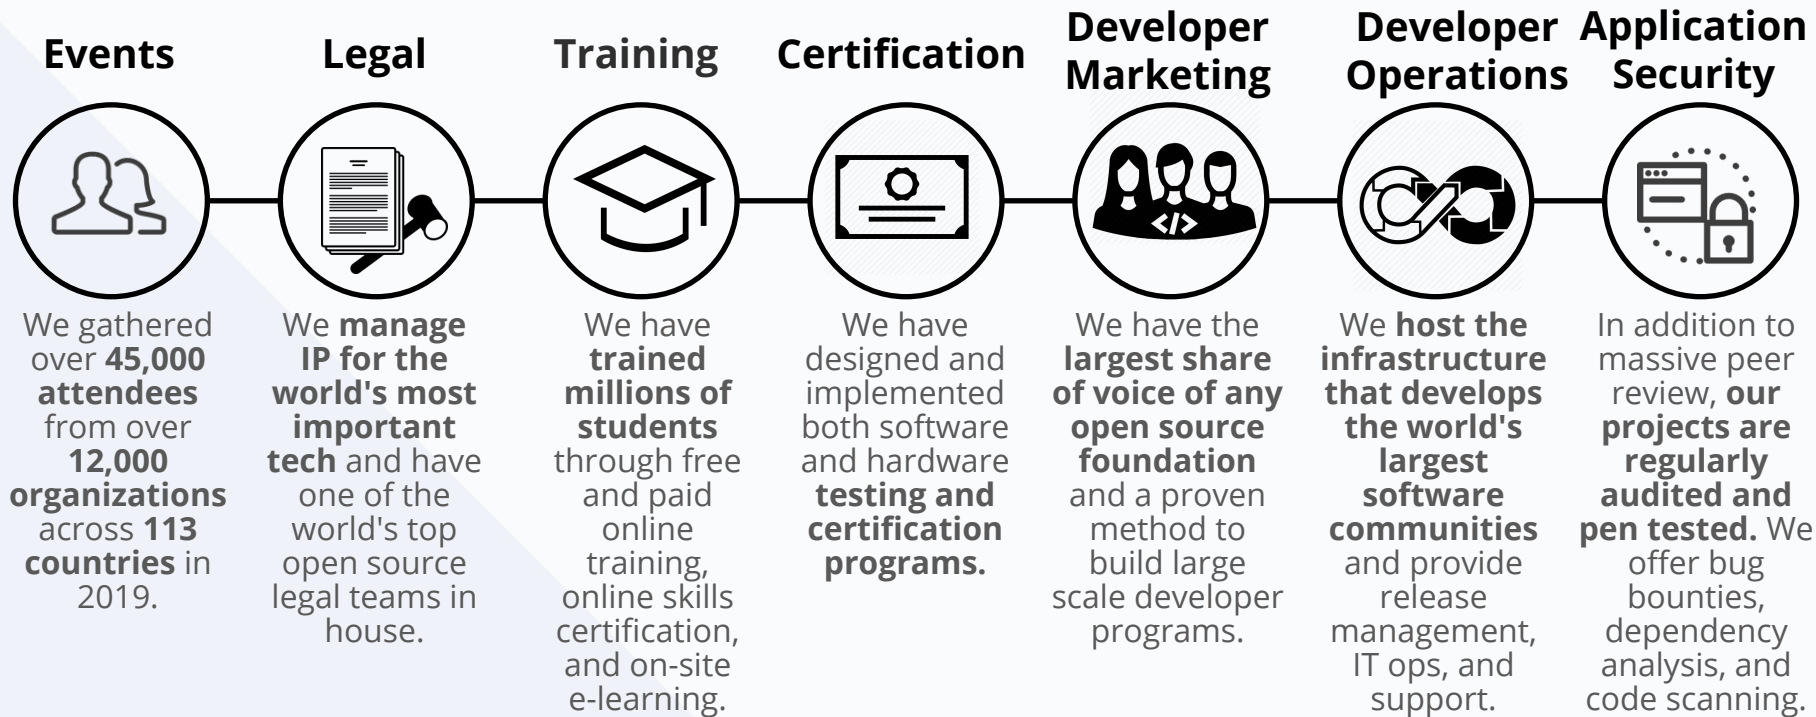 Events
We gathered
over 45,000
attendees
from over
12,000
organizations
across 113
countries in
2019.
Legal
We manage
IP for the
world's most
important
tech and have
one of the
world's top
open source
legal teams in
house.
Training
We have
trained
millions of
students
through free
and paid
online
training,
online skills
certification,
and on-site
e-learning.
Certification
We have
designed and
implemented
both software
and hardware
testing and
certification
programs.
Developer
Marketing
</>
We have the
largest share
of voice of any
open source
foundation
and a proven
method to
build large
scale developer
programs.
Developer
Operations
We host the
infrastructure
that develops
the world's
largest
software
communities
and provide
release
management,
IT ops, and
support.
Application
Security
In addition to
massive peer
review, our
projects are
regularly
audited and
pen tested. We
offer bug
bounties,
dependency
analysis, and
code scanning.